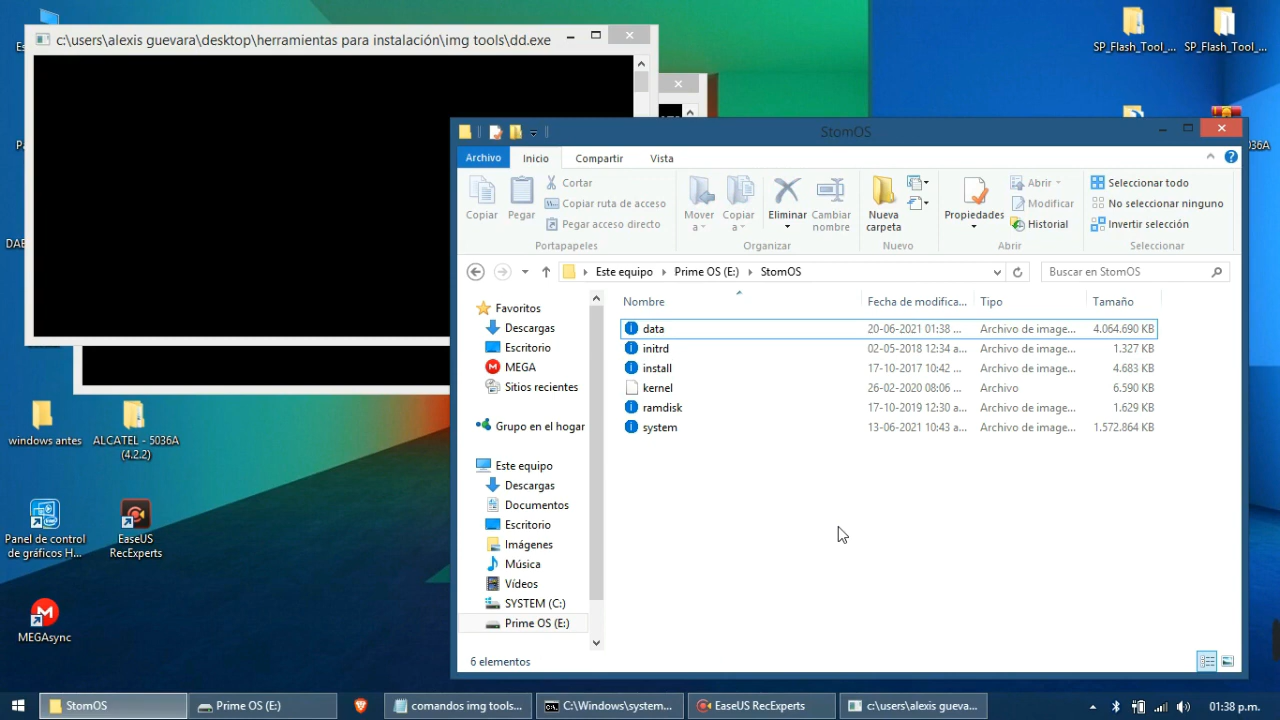 c:\users\alexis guevara\desktop\herramientas para instalación\img tools\dd.exe
SP_Flash_Tool_...
SP_Flash_Tool_...
StomOS
Archivo
Inicio
Compartir
Vista
Copiar
Pegar
Cortar
Copiar ruta de acceso
Pegar acceso directo
Portapapeles
Mover a
Copiar a
Eliminar
Cambiar nombre
Organizar
Nueva carpeta
Nuevo
Propiedades
Abrir
Modificar
Historial
Abrir
Seleccionar todo
No seleccionar ninguno
Invertir selección
Seleccionar
Este equipo
Prime OS (E:)
StomOS
Buscar en StomOS
Nombre
Fecha de modifica...
Tipo
Tamaño
data 20-06-2021 01:38 ... Archivo de image... 4.064.690 KB
initrd 02-05-2018 12:34 a... Archivo de image... 1.327 KB
install 17-10-2017 10:42 ... Archivo de image... 4.683 KB
kernel 26-02-2020 08:06 ... Archivo 6.590 KB
ramdisk 17-10-2019 12:30 a... Archivo de image... 1.629 KB
system 13-06-2021 10:43 a... Archivo de image... 1.572.864 KB
Favoritos
Descargas
Escritorio
MEGA
Sitios recientes
Grupo en el hogar
Este equipo
Descargas
Documentos
Escritorio
Imágenes
Música
Vídeos
SYSTEM (C:)
Prime OS (E:)
6 elementos
windows antes
ALCATEL - 5036A
(4.2.2)
Panel de control
de gráficos H...
EaseUS
RecExperts
MEGAsync
StomOS
Prime OS (E:)
comandos img tools...
C:\Windows\system...
EaseUS RecExperts
c:\users\alexis gueva...
01:38 p.m.